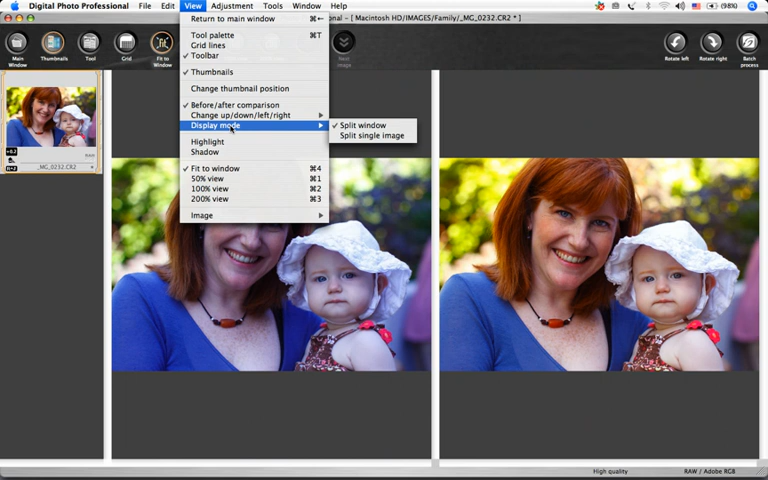 Digital Photo Professional File Edit View Adjustment Tools Window Help (98%)
onal – [ Macintosh HD/IMAGES/Family/_MG_0232.CR2 * ]
Main Window
Thumbnails
Tool
Grid
Fit to Window
Next image
Rotate left
Rotate right
Batch process
Return to main window ⌘←
Tool palette ⌘T
Grid lines
✓ Toolbar
✓ Thumbnails
Change thumbnail position
✓ Before/after comparison
Change up/down/left/right
Display mode
✓ Split window
Split single image
Highlight
Shadow
✓ Fit to window ⌘4
50% view ⌘1
100% view ⌘2
200% view ⌘3
Image
_MG_0232.CR2
High quality RAW / Adobe RGB